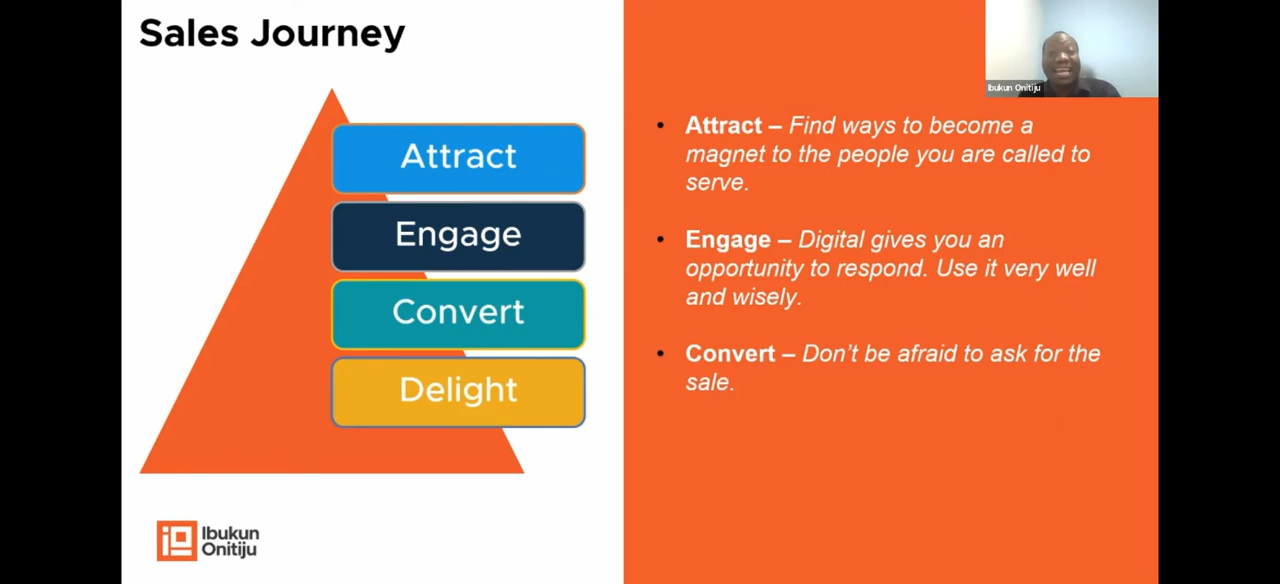 Sales Journey
Attract
Engage
Convert
Delight
Ibukun
Onitiju
Ibukun Onitiju
• Attract – Find ways to become a
magnet to the people you are called to
serve.
• Engage – Digital gives you an
opportunity to respond. Use it very well
and wisely.
• Convert – Don’t be afraid to ask for the
sale.